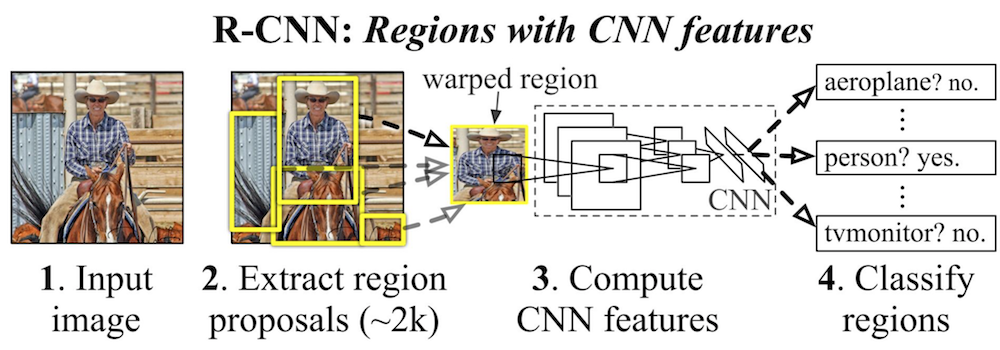 R-CNN: Regions with CNN features
warped region
aeroplane? no.
⋮
person? yes.
⋮
tvmonitor? no.
CNN
1. Input
image
2. Extract region
proposals (~2k)
3. Compute
CNN features
4. Classify
regions